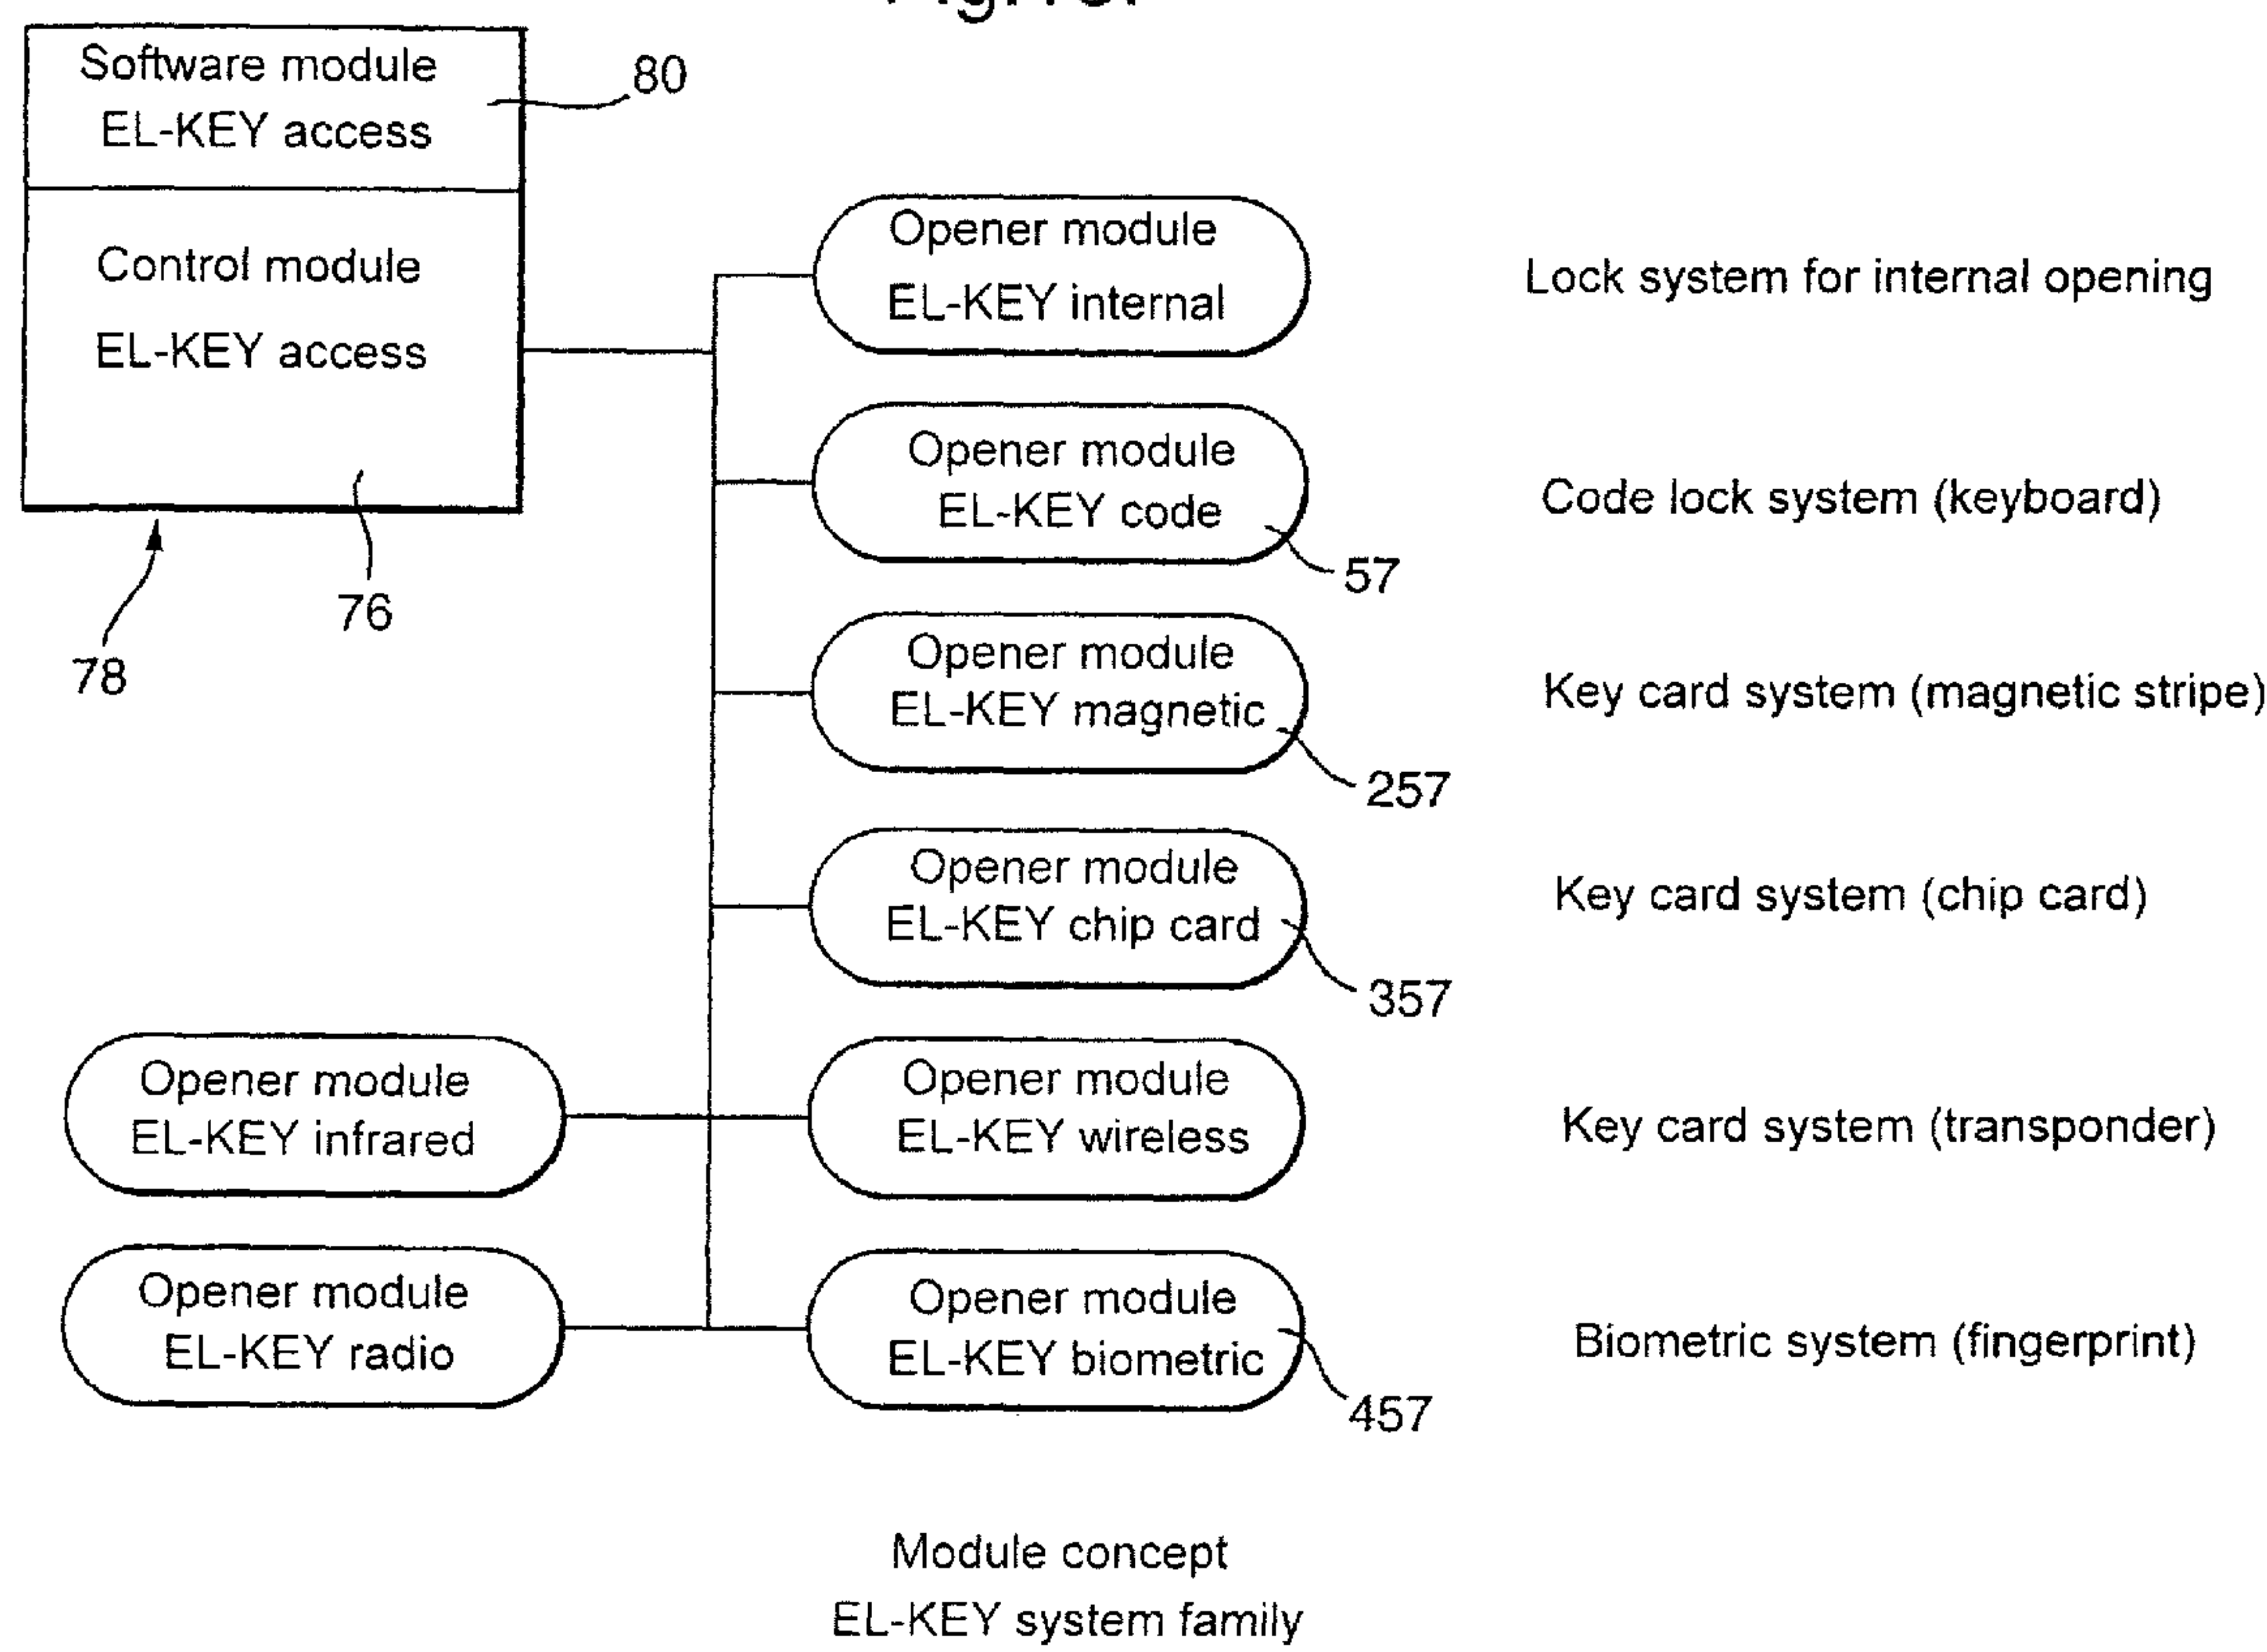 Software module
EL-KEY access
80
Control module
EL-KEY access
76
78
Opener module
EL-KEY internal
Lock system for internal opening
Opener module
EL-KEY code
57
Code lock system (keyboard)
Opener module
EL-KEY magnetic
257
Key card system (magnetic stripe)
Opener module
EL-KEY chip card
357
Key card system (chip card)
Opener module
EL-KEY infrared
Opener module
EL-KEY wireless
Key card system (transponder)
Opener module
EL-KEY radio
Opener module
EL-KEY biometric
457
Biometric system (fingerprint)
Module concept
EL-KEY system family